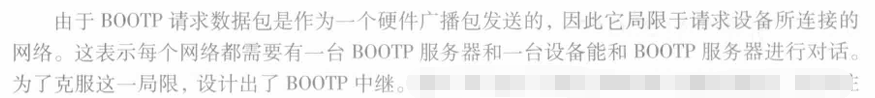 由于 BOOTP 请求数据包是作为一个硬件广播包发送的，因此它局限于请求设备所连接的
网络。这表示每个网络都需要有一台 BOOTP 服务器和一台设备能和 BOOTP 服务器进行对话。
为了克服这一局限，设计出了 BOOTP 中继。